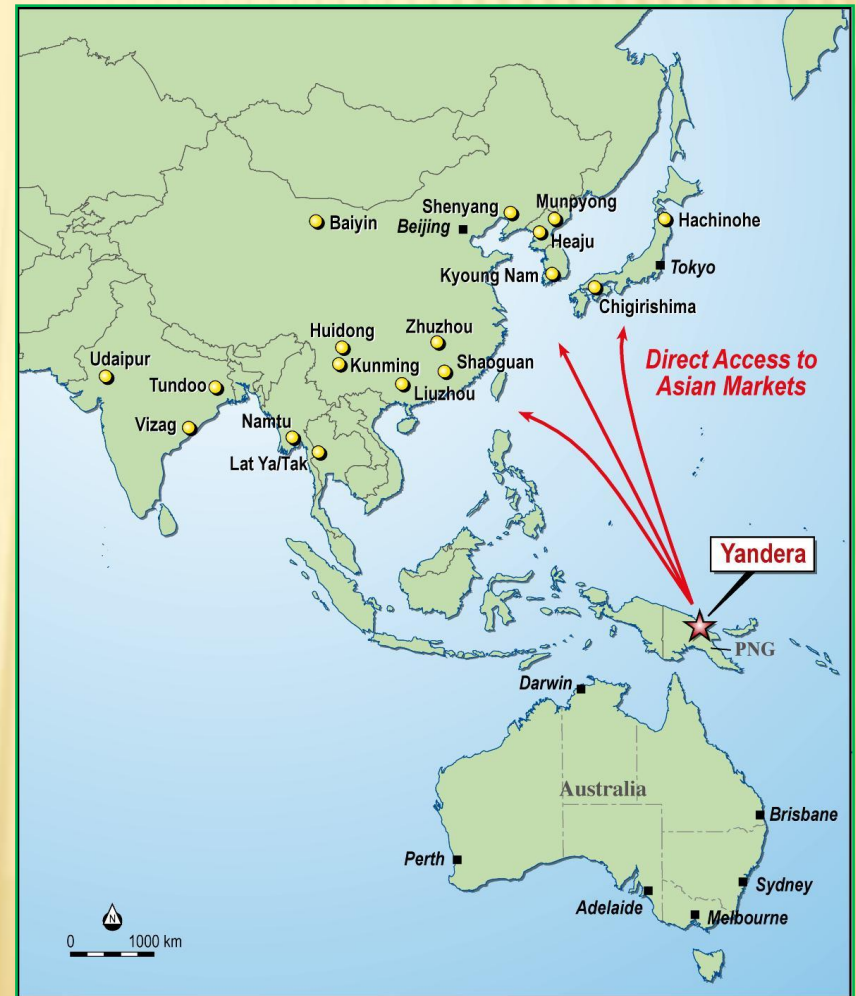 Shenyang
Munpyong
Baiyin
Beijing
Heaju
Hachinohe
Tokyo
Kyoung Nam
Chigirishima
Huidong
Zhuzhou
Udaipur
Kunming
Shaoguan
Tundoo
Liuzhou
Direct Access to
Asian Markets
Vizag
Namtu
Lat Ya/Tak
Yandera
PNG
Darwin
Australia
Brisbane
Perth
Sydney
Adelaide
Melbourne
N
0 1000 km